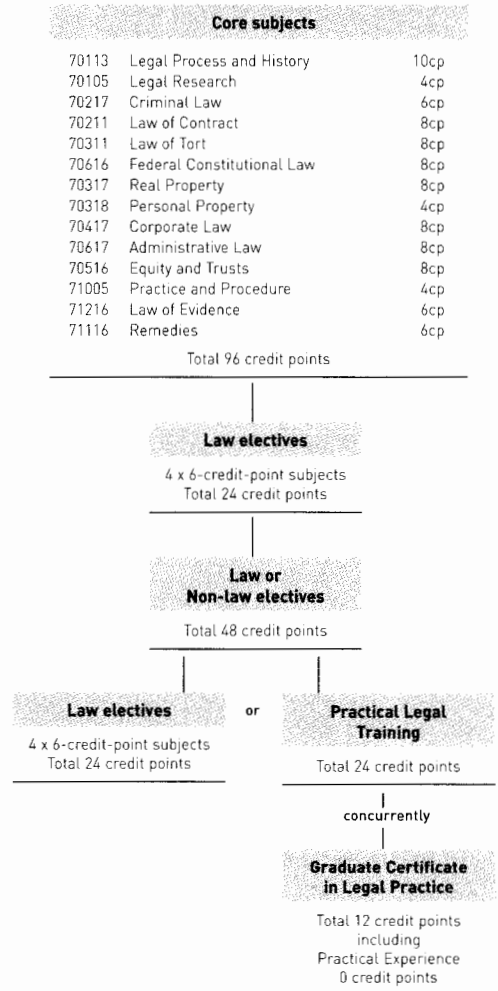 Core subjects
70113 Legal Process and History 10cp
70105 Legal Research 4cp
70217 Criminal Law 6cp
70211 Law of Contract 8cp
70311 Law of Tort 8cp
70616 Federal Constitutional Law 8cp
70317 Real Property 8cp
70318 Personal Property 4cp
70417 Corporate Law 8cp
70617 Administrative Law 8cp
70516 Equity and Trusts 8cp
71005 Practice and Procedure 4cp
71216 Law of Evidence 6cp
71116 Remedies 6cp
Total 96 credit points
Law electives
4 x 6-credit-point subjects
Total 24 credit points
Law or
Non-law electives
Total 48 credit points
Law electives
4 x 6-credit-point subjects
Total 24 credit points
or
Practical Legal
Training
Total 24 credit points
concurrently
Graduate Certificate
in Legal Practice
Total 12 credit points
including
Practical Experience
0 credit points